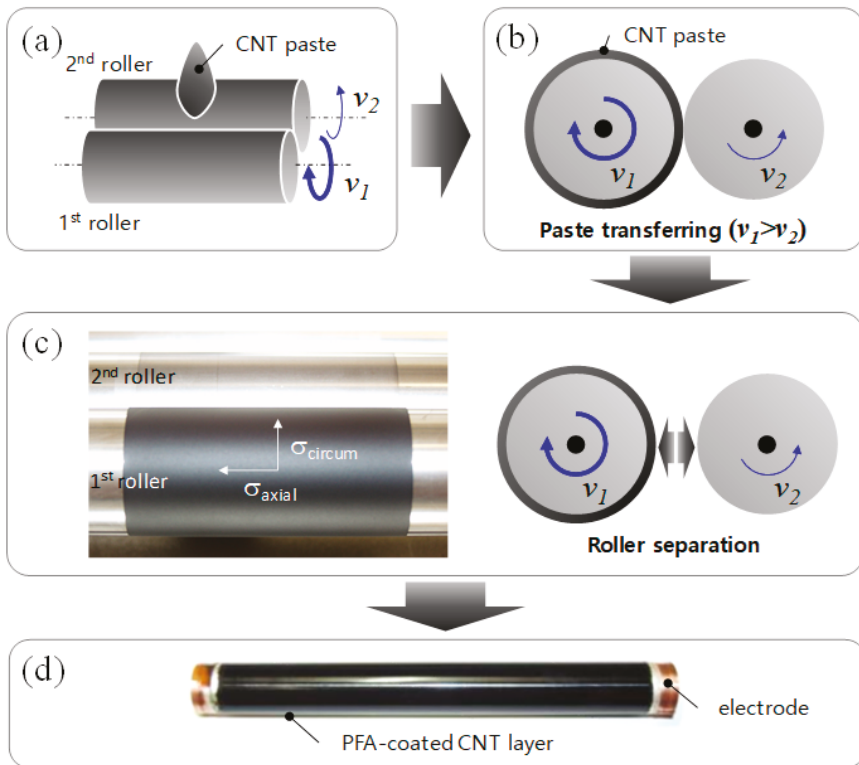 (a)
CNT paste
2nd roller
v2
v1
1st roller
(b)
CNT paste
v1
v2
Paste transferring (v1>v2)
(c)
2nd roller
σcircum
1st roller
σaxial
v1
v2
Roller separation
(d)
electrode
PFA-coated CNT layer